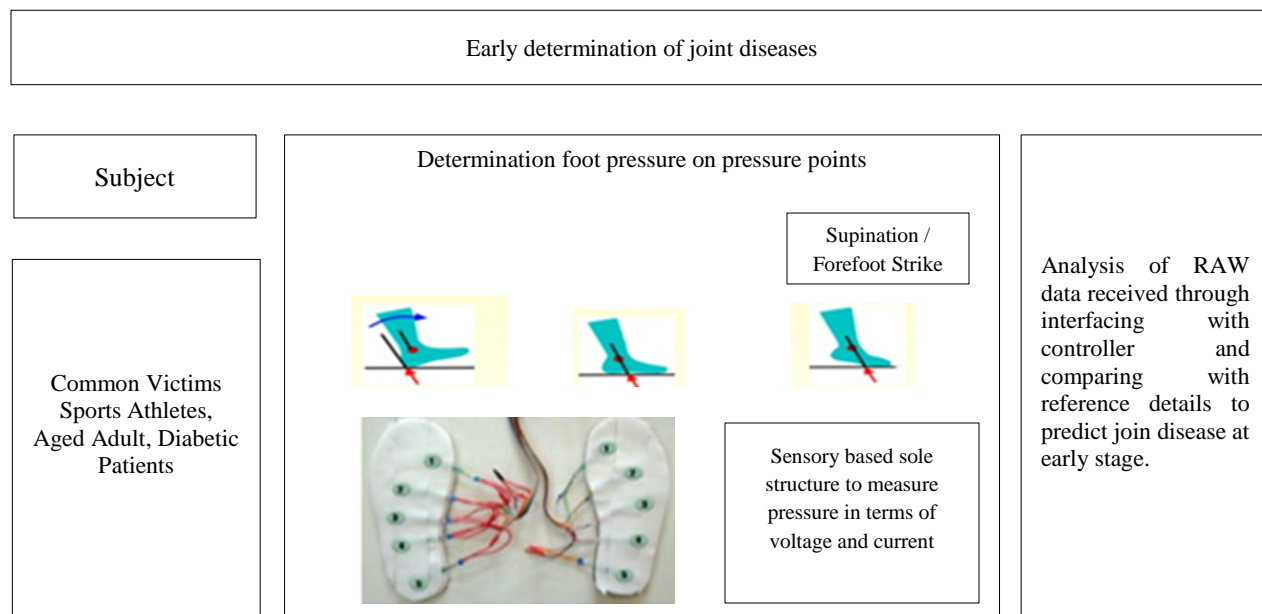 Early determination of joint diseases
Subject
Common Victims
Sports Athletes,
Aged Adult, Diabetic
Patients
Determination foot pressure on pressure points
Supination /
Forefoot Strike
Sensory based sole
structure to measure
pressure in terms of
voltage and current
Analysis of RAW
data received through
interfacing with
controller and
comparing with
reference details to
predict join disease at
early stage.